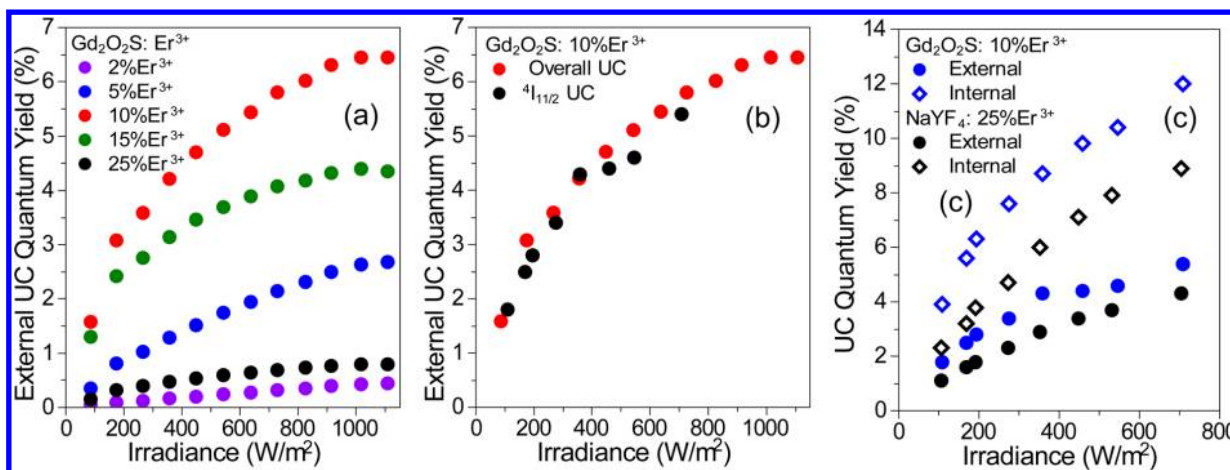 External UC Quantum Yield (%)
7
6
5
4
3
2
1
0
Gd₂O₂S: Er³⁺
2%Er³⁺
5%Er³⁺
10%Er³⁺
15%Er³⁺
25%Er³⁺
(a)
0 200 400 600 800 1000
Irradiance (W/m²)
External UC Quantum Yield (%)
7
6
5
4
3
2
1
0
Gd₂O₂S: 10%Er³⁺
Overall UC
⁴I₁₁/₂ UC
(b)
0 200 400 600 800 1000
Irradiance (W/m²)
UC Quantum Yield (%)
14
12
10
8
6
4
2
0
Gd₂O₂S: 10%Er³⁺
External
Internal
NaYF₄: 25%Er³⁺
External
Internal
(c)
(c)
0 200 400 600 800
Irradiance (W/m²)